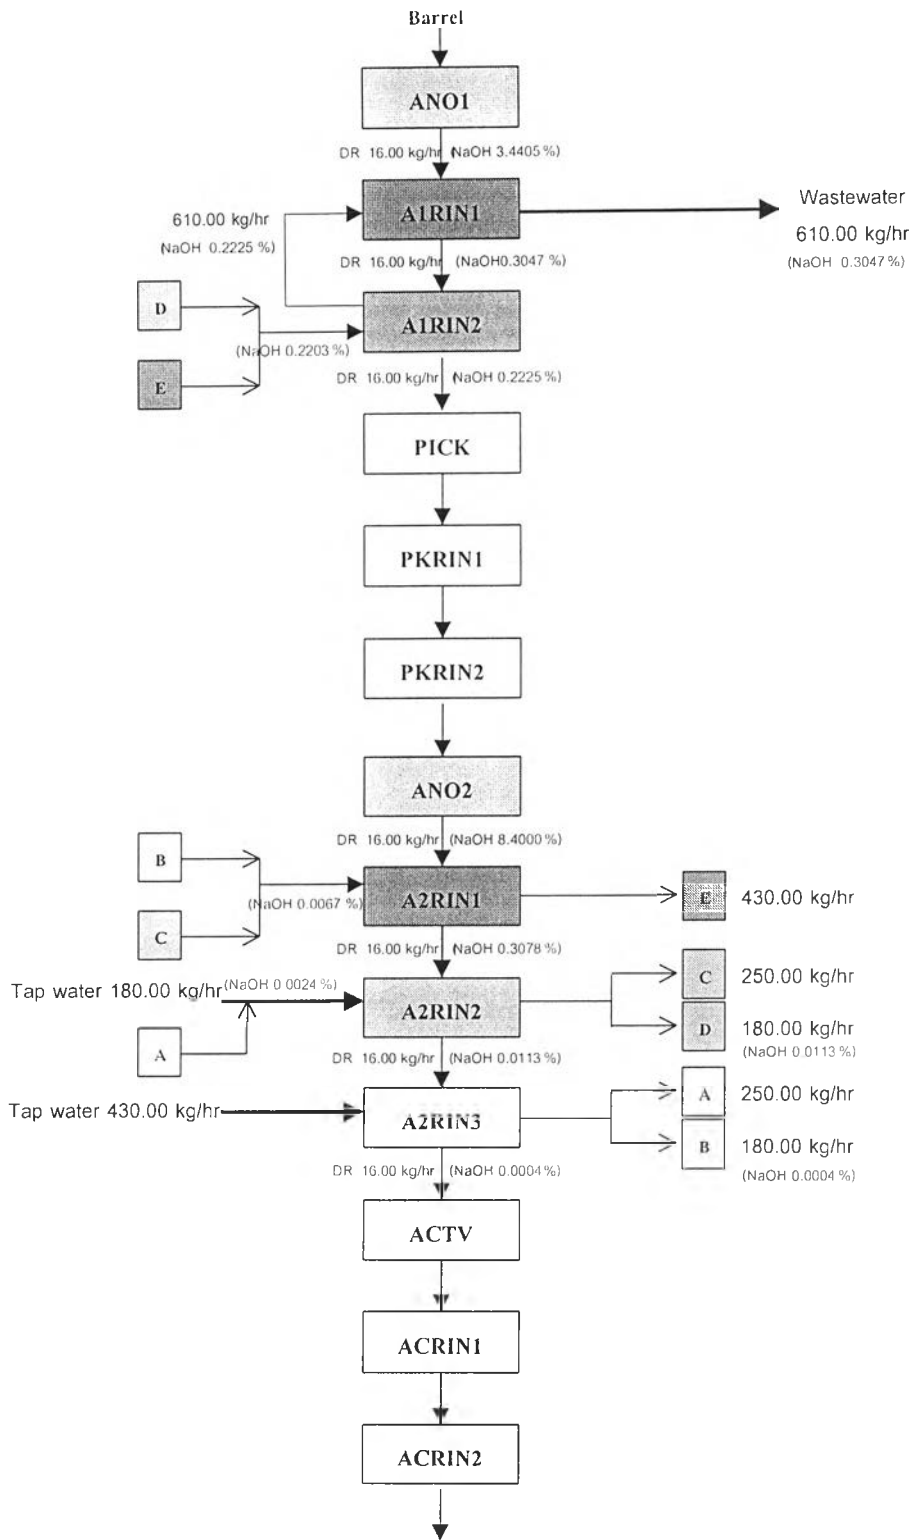 Barrel
ANO1
DR 16.00 kg/hr (NaOH 3.4405 %)
610.00 kg/hr
(NaOH 0.2225 %)
A1RIN1
Wastewater
610.00 kg/hr
(NaOH 0.3047 %)
DR 16.00 kg/hr (NaOH0.3047 %)
D
A1RIN2
(NaOH 0.2203 %)
E
DR 16.00 kg/hr (NaOH 0.2225 %)
PICK
PKRIN1
PKRIN2
ANO2
DR 16.00 kg/hr (NaOH 8.4000 %)
B
(NaOH 0.0067 %)
C
A2RIN1
E 430.00 kg/hr
DR 16.00 kg/hr (NaOH 0.3078 %)
Tap water 180.00 kg/hr (NaOH 0.0024 %)
A
A2RIN2
C 250.00 kg/hr
D 180.00 kg/hr
(NaOH 0.0113 %)
DR 16.00 kg/hr (NaOH 0.0113 %)
Tap water 430.00 kg/hr
A2RIN3
A 250.00 kg/hr
B 180.00 kg/hr
(NaOH 0.0004 %)
DR 16.00 kg/hr (NaOH 0.0004 %)
ACTV
ACRIN1
ACRIN2